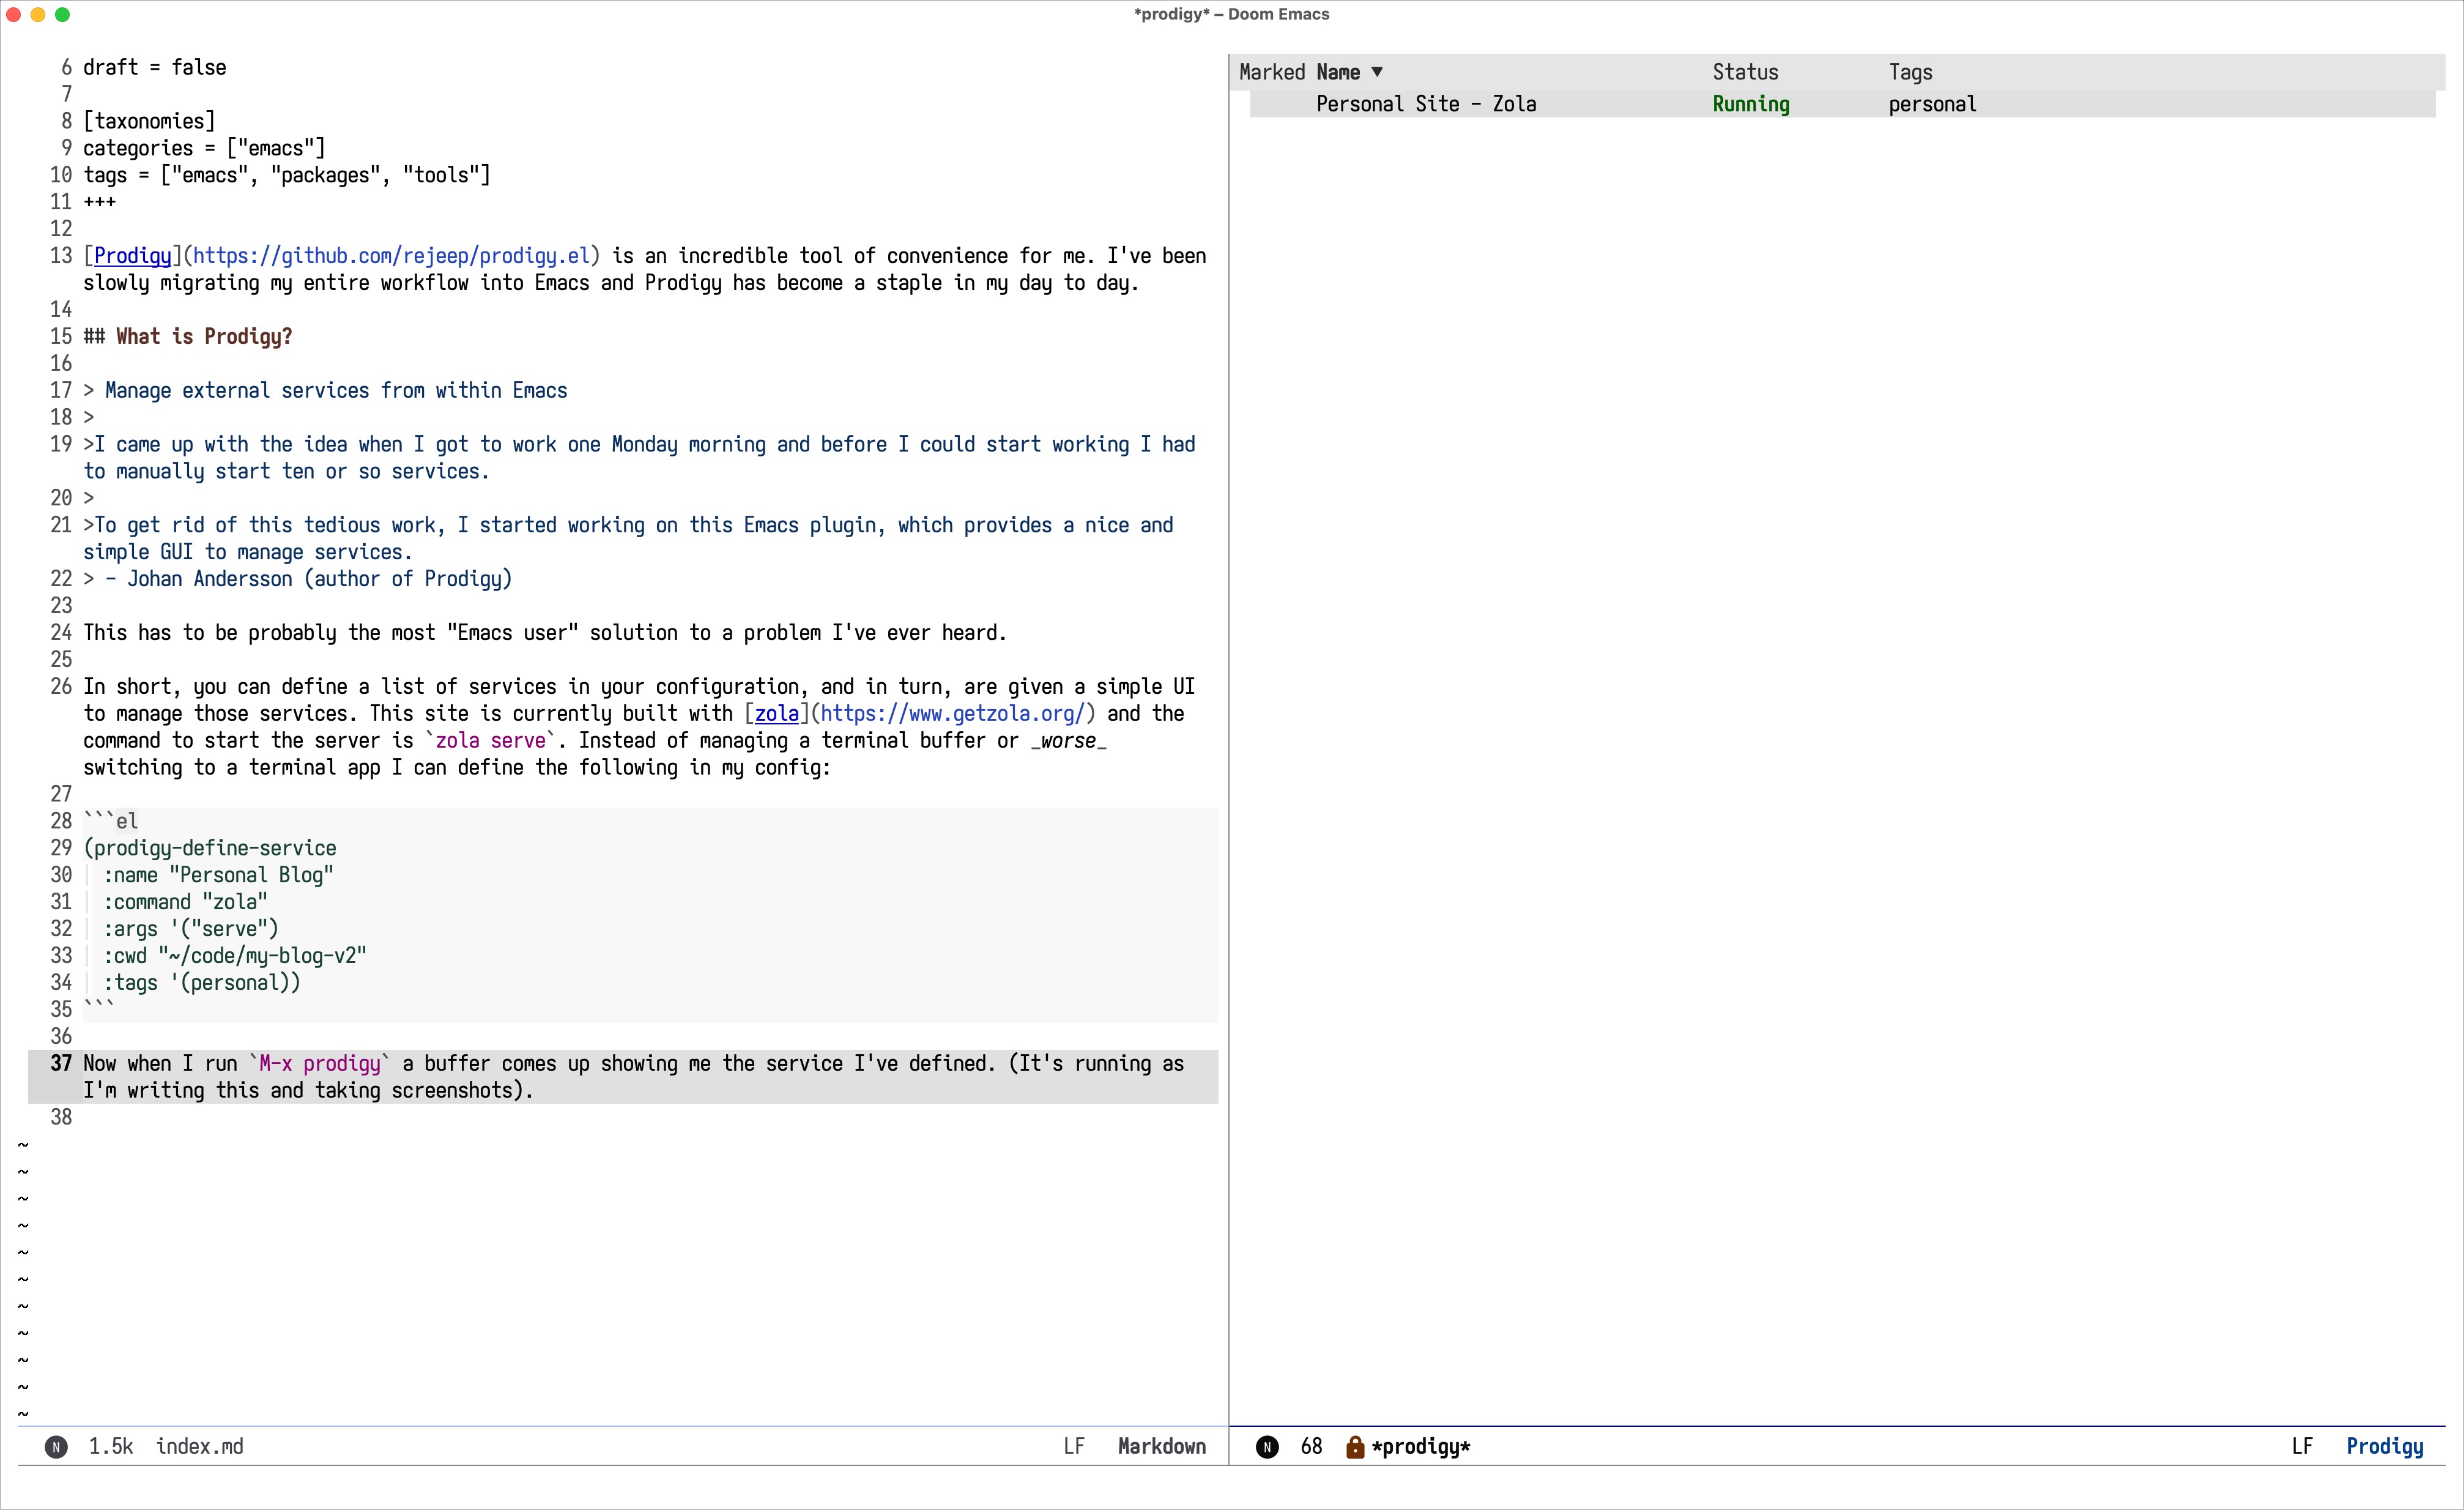 *prodigy* – Doom Emacs
6 draft = false
7
8 [taxonomies]
9 categories = ["emacs"]
10 tags = ["emacs", "packages", "tools"]
11 +++
12
13 [Prodigy](https://github.com/rejeep/prodigy.el) is an incredible tool of convenience for me. I've been
slowly migrating my entire workflow into Emacs and Prodigy has become a staple in my day to day.
14
15 ## What is Prodigy?
16
17 > Manage external services from within Emacs
18 >
19 >I came up with the idea when I got to work one Monday morning and before I could start working I had
to manually start ten or so services.
20 >
21 >To get rid of this tedious work, I started working on this Emacs plugin, which provides a nice and
simple GUI to manage services.
22 > - Johan Andersson (author of Prodigy)
23
24 This has to be probably the most "Emacs user" solution to a problem I've ever heard.
25
26 In short, you can define a list of services in your configuration, and in turn, are given a simple UI
to manage those services. This site is currently built with [zola](https://www.getzola.org/) and the
command to start the server is `zola serve`. Instead of managing a terminal buffer or _worse_
switching to a terminal app I can define the following in my config:
27
28 ```el
29 (prodigy-define-service
30 :name "Personal Blog"
31 :command "zola"
32 :args '("serve")
33 :cwd "~/code/my-blog-v2"
34 :tags '(personal))
35 ```
36
37 Now when I run `M-x prodigy` a buffer comes up showing me the service I've defined. (It's running as
I'm writing this and taking screenshots).
38
~
~
~
~
~
~
~
~
~
~
~
N 1.5k index.md LF Markdown
Marked Name ▼ Status Tags
Personal Site - Zola Running personal
N 68 *prodigy* LF Prodigy